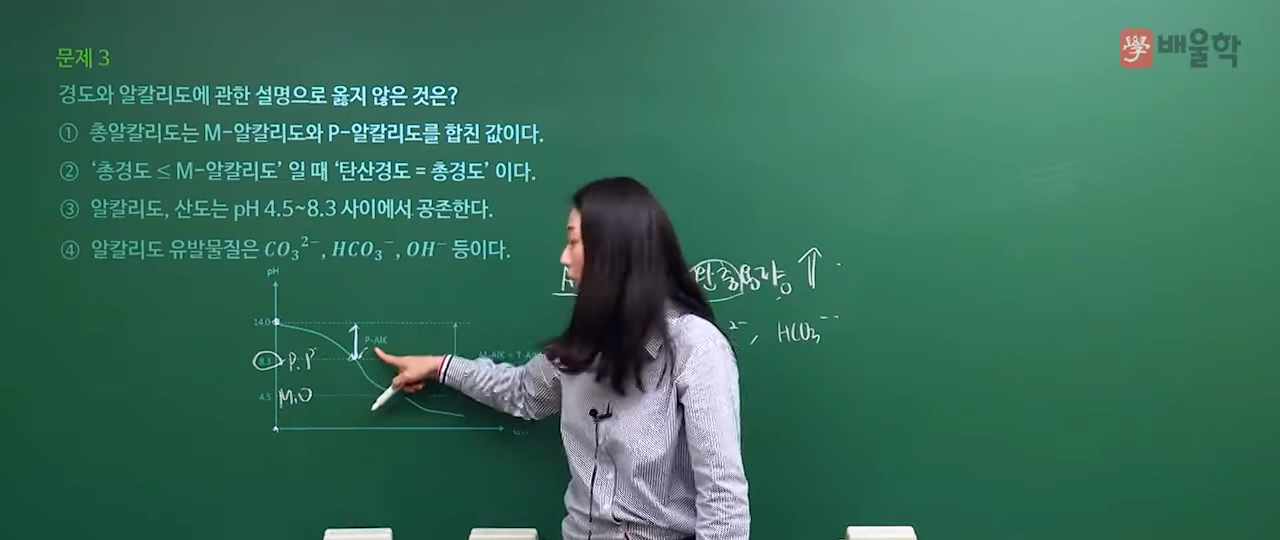 學 배울학
문제 3
경도와 알칼리도에 관한 설명으로 옳지 않은 것은?
① 총알칼리도는 M-알칼리도와 P-알칼리도를 합친 값이다.
② ‘총경도 ≤ M-알칼리도’ 일 때 ‘탄산경도 = 총경도’ 이다.
③ 알칼리도, 산도는 pH 4.5~8.3 사이에서 공존한다.
④ 알칼리도 유발물질은 CO₃²⁻, HCO₃⁻, OH⁻ 등이다.
pH
14.0
P-Alk
8.3 P.P
4.5 M.O
↑
2-, HCO₃⁻